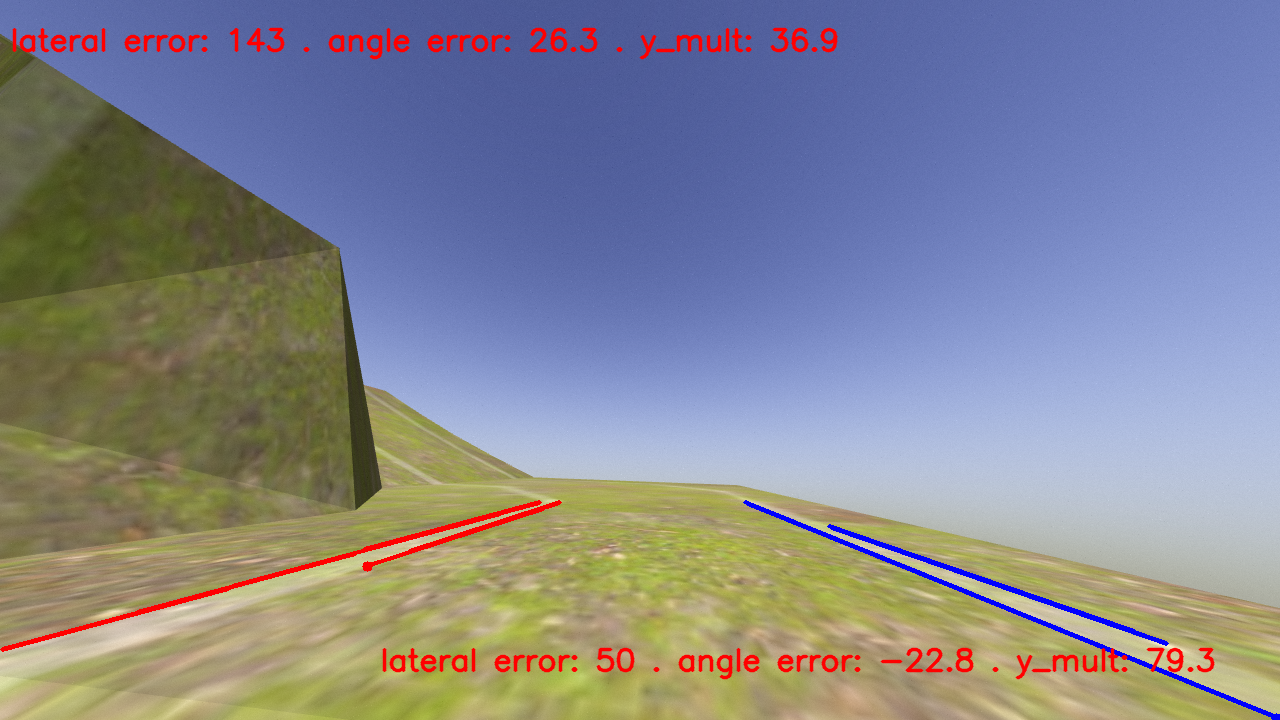 lateral error: 143 . angle error: 26.3 . y_mult: 36.9
lateral error: 50 . angle error: -22.8 . y_mult: 79.3